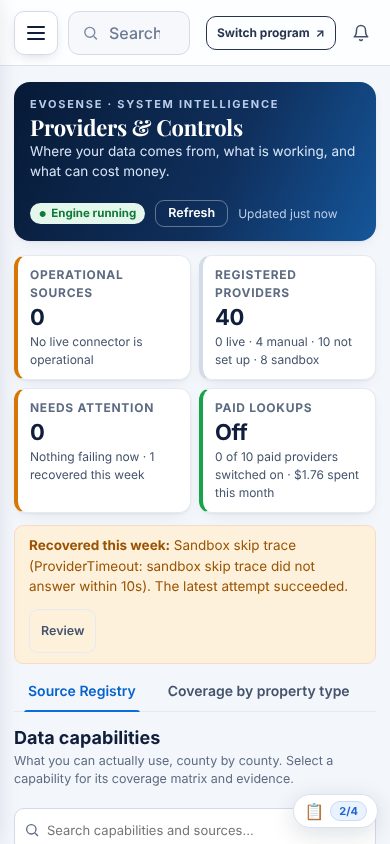 Search
Switch program ↗
EVOSENSE · SYSTEM INTELLIGENCE
Providers & Controls
Where your data comes from, what is working, and
what can cost money.
● Engine running
Refresh
Updated just now
OPERATIONAL
SOURCES
0
No live connector is
operational
REGISTERED
PROVIDERS
40
0 live · 4 manual · 10 not
set up · 8 sandbox
NEEDS ATTENTION
0
Nothing failing now · 1
recovered this week
PAID LOOKUPS
Off
0 of 10 paid providers
switched on · $1.76 spent
this month
Recovered this week: Sandbox skip trace
(ProviderTimeout: sandbox skip trace did not
answer within 10s). The latest attempt succeeded.
Review
Source Registry
Coverage by property type
Data capabilities
What you can actually use, county by county. Select a
capability for its coverage matrix and evidence.
Search capabilities and sources...
2/4